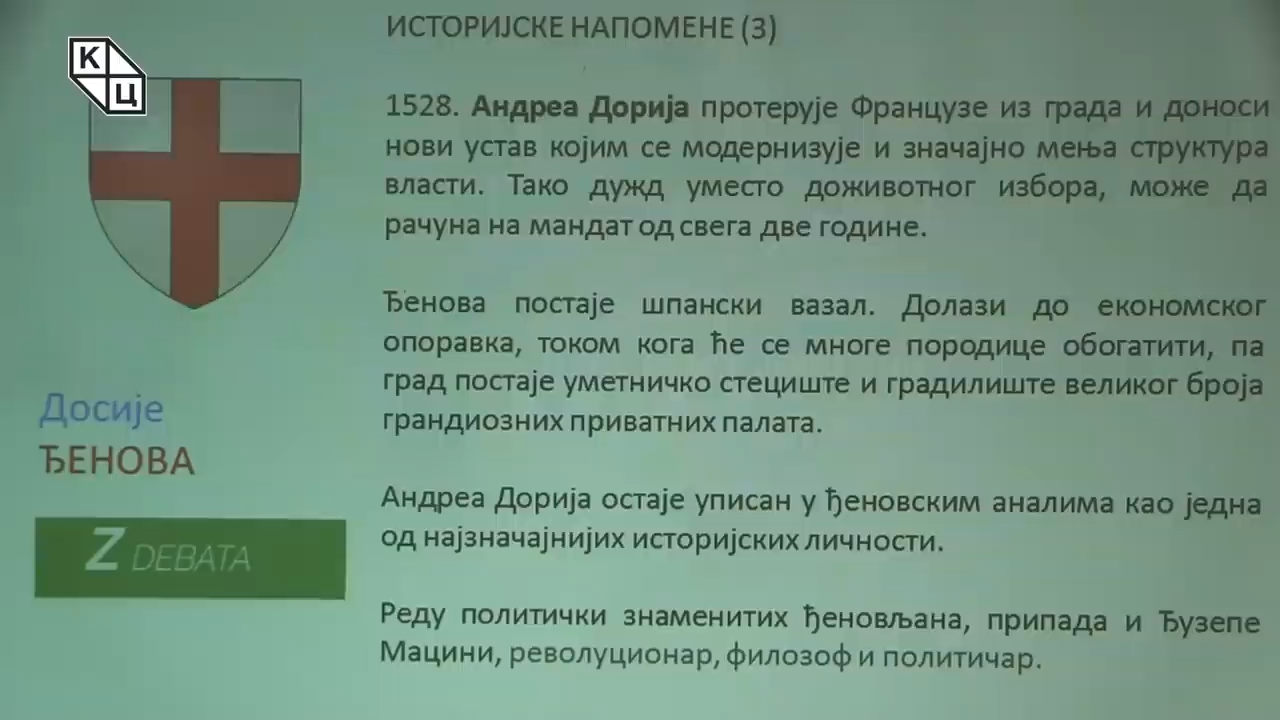 К
Ц
ИСТОРИЈСКЕ НАПОМЕНЕ (3)
1528. Андреа Дорија протерује Французе из града и доноси
нови устав којим се модернизује и значајно мења структура
власти. Тако дужд уместо доживотног избора, може да
рачуна на мандат од свега две године.
Ђенова постаје шпански вазал. Долази до економског
опоравка, током кога ће се многе породице обогатити, па
град постаје уметничко стециште и градилиште великог броја
грандиозних приватних палата.
Андреа Дорија остаје уписан у ђеновским аналима као једна
од најзначајнијих историјских личности.
Реду политички знаменитих ђеновљана, припада и Ђузепе
Мацини, револуционар, филозоф и политичар.
Досије
ЂЕНОВА
Z DEBATA